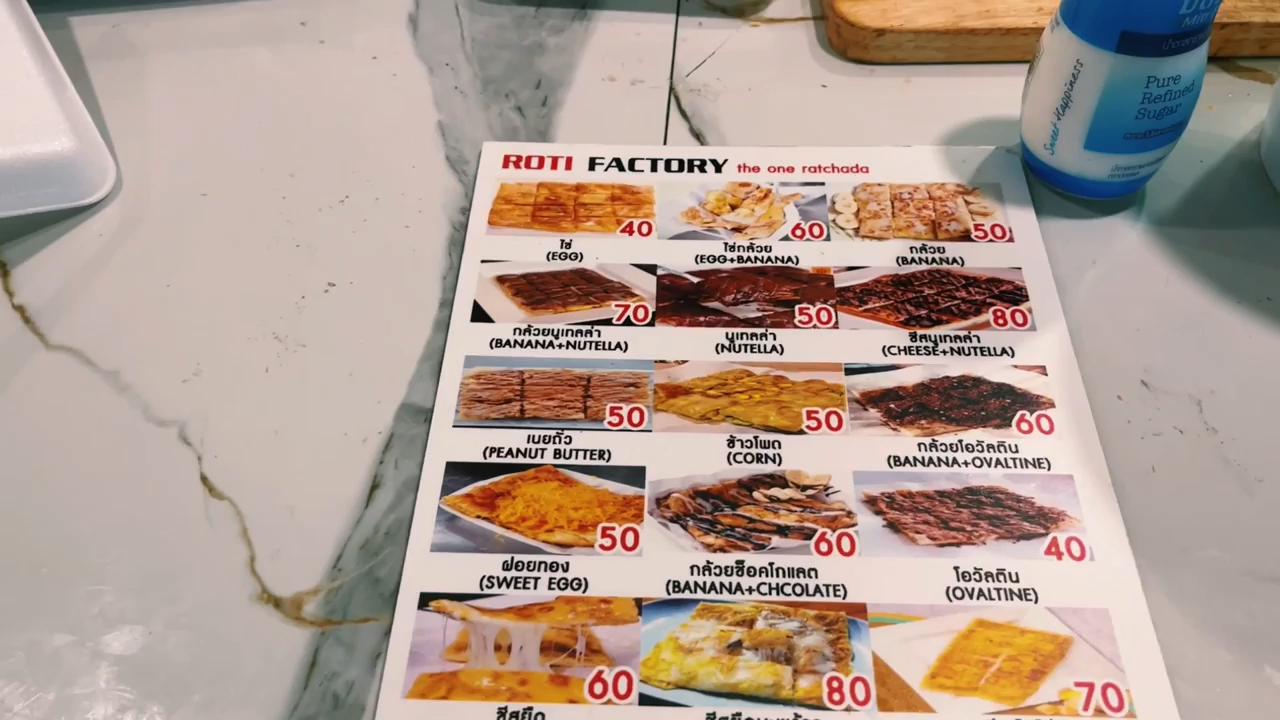 ROTI FACTORY the one ratchada
40 60 50
ไข่ ไข่กล้วย กล้วย
(EGG) (EGG+BANANA) (BANANA)
70 50 80
กล้วยนูเทลล่า นูเทลล่า ชีสนูเทลล่า
(BANANA+NUTELLA) (NUTELLA) (CHEESE+NUTELLA)
50 50 60
เนยถั่ว ข้าวโพด กล้วยโอวัลติน
(PEANUT BUTTER) (CORN) (BANANA+OVALTINE)
50 60 40
ฝอยทอง กล้วยช็อคโกแลต โอวัลติน
(SWEET EGG) (BANANA+CHCOLATE) (OVALTINE)
60 80 70
ชีสยืด
Pure
Refined
Sugar
Sweet Happiness